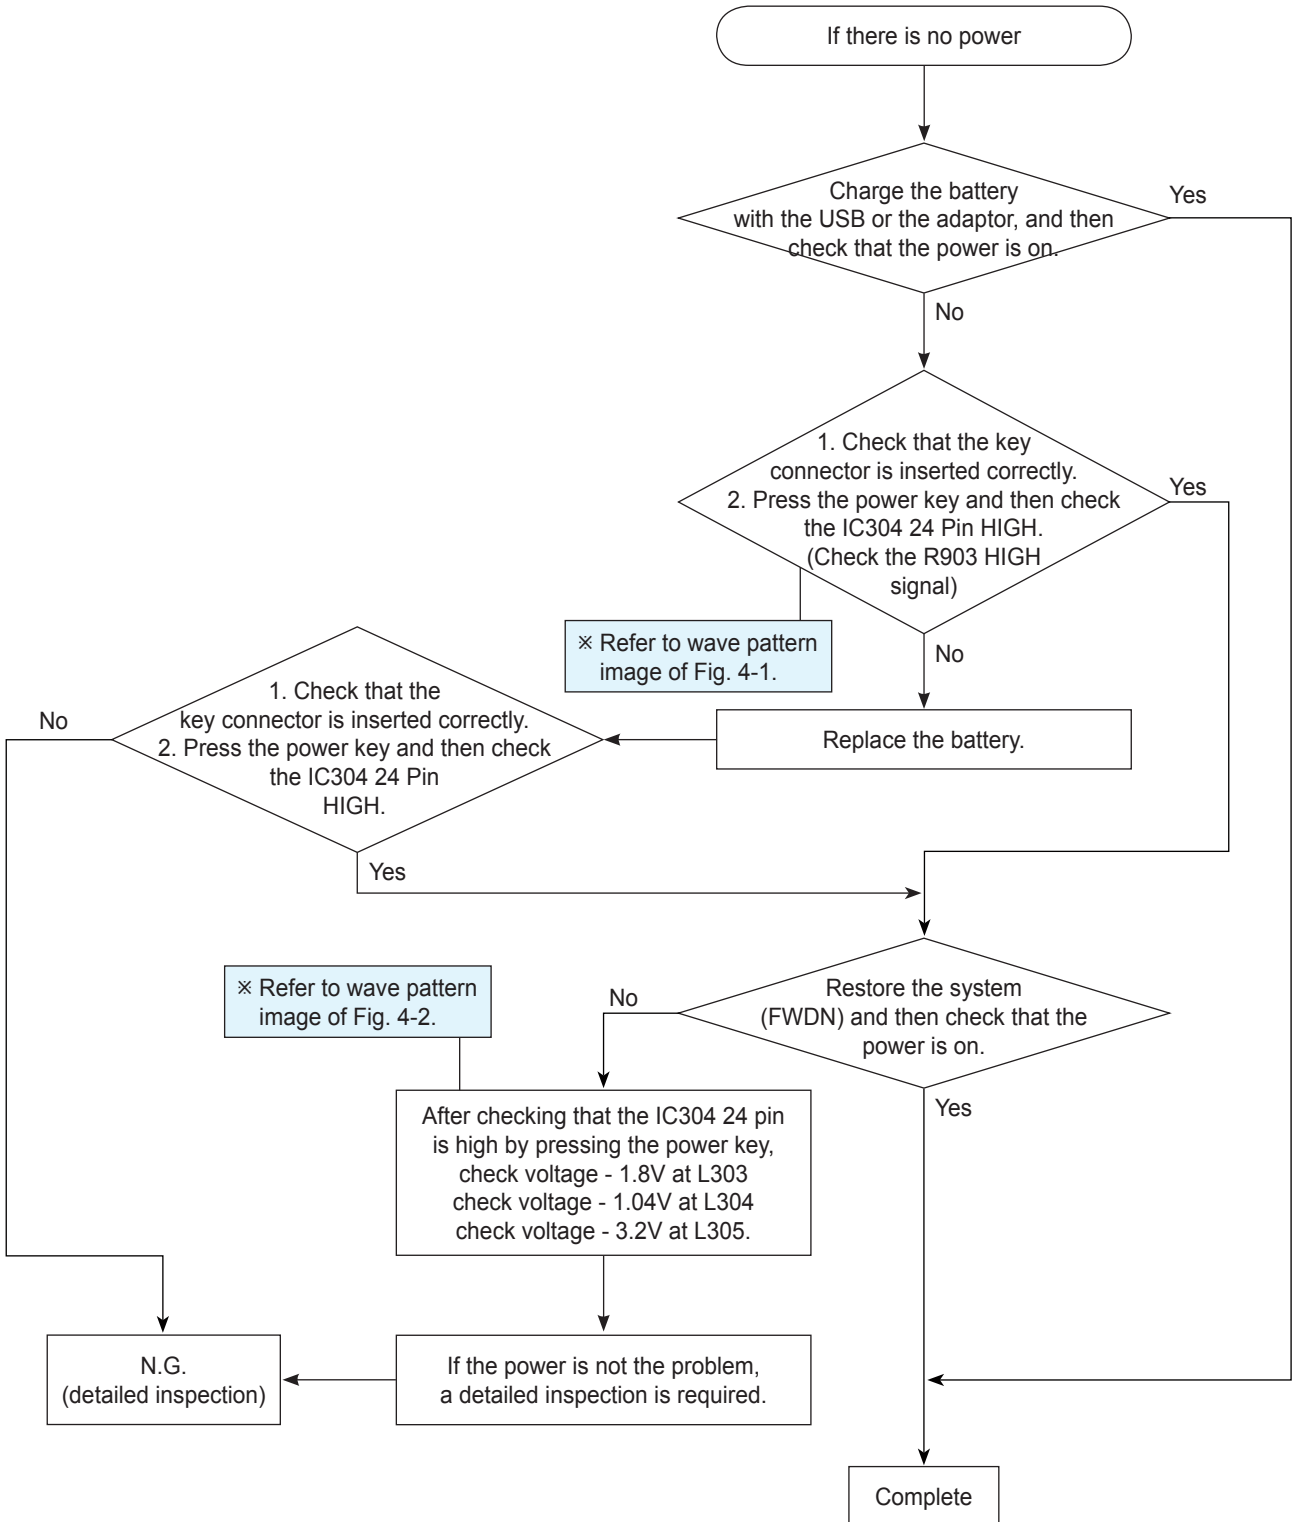 If there is no power
Charge the battery
with the USB or the adaptor, and then
check that the power is on.
Yes
No
1. Check that the key
connector is inserted correctly.
2. Press the power key and then check
the IC304 24 Pin HIGH.
(Check the R903 HIGH
signal)
Yes
※ Refer to wave pattern
image of Fig. 4-1.
No
Replace the battery.
1. Check that the
key connector is inserted correctly.
2. Press the power key and then check
the IC304 24 Pin
HIGH.
No
Yes
Restore the system
(FWDN) and then check that the
power is on.
No
Yes
※ Refer to wave pattern
image of Fig. 4-2.
After checking that the IC304 24 pin
is high by pressing the power key,
check voltage - 1.8V at L303
check voltage - 1.04V at L304
check voltage - 3.2V at L305.
If the power is not the problem,
a detailed inspection is required.
N.G.
(detailed inspection)
Complete